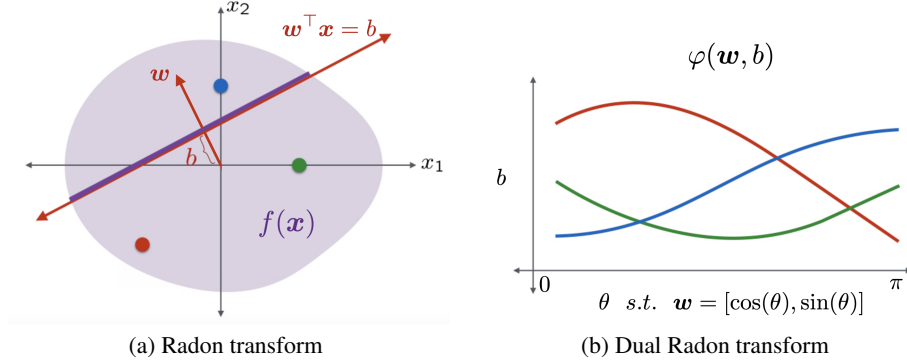 x₂
w⊤x = b
w
b
x₁
f(x)
(a) Radon transform
φ(w, b)
b
0
π
θ s.t. w = [cos(θ), sin(θ)]
(b) Dual Radon transform